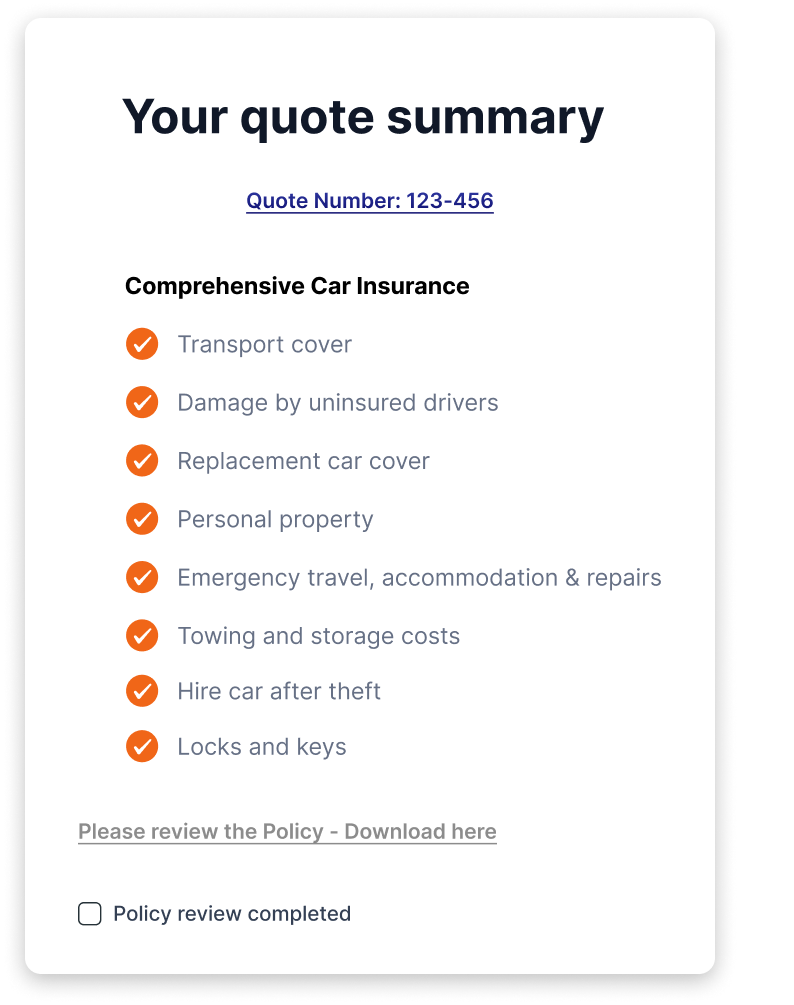 Your quote summary
Quote Number: 123-456
Comprehensive Car Insurance
Transport cover
Damage by uninsured drivers
Replacement car cover
Personal property
Emergency travel, accommodation & repairs
Towing and storage costs
Hire car after theft
Locks and keys
Please review the Policy - Download here
Policy review completed